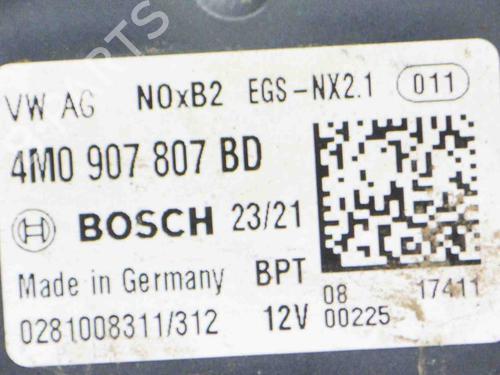 VW AG NOxB2 EGS-NX2.1 011
4M0 907 807 BD
BOSCH 23/21
Made in Germany BPT 08 17411
0281008311/312 12V 00225
PARTS